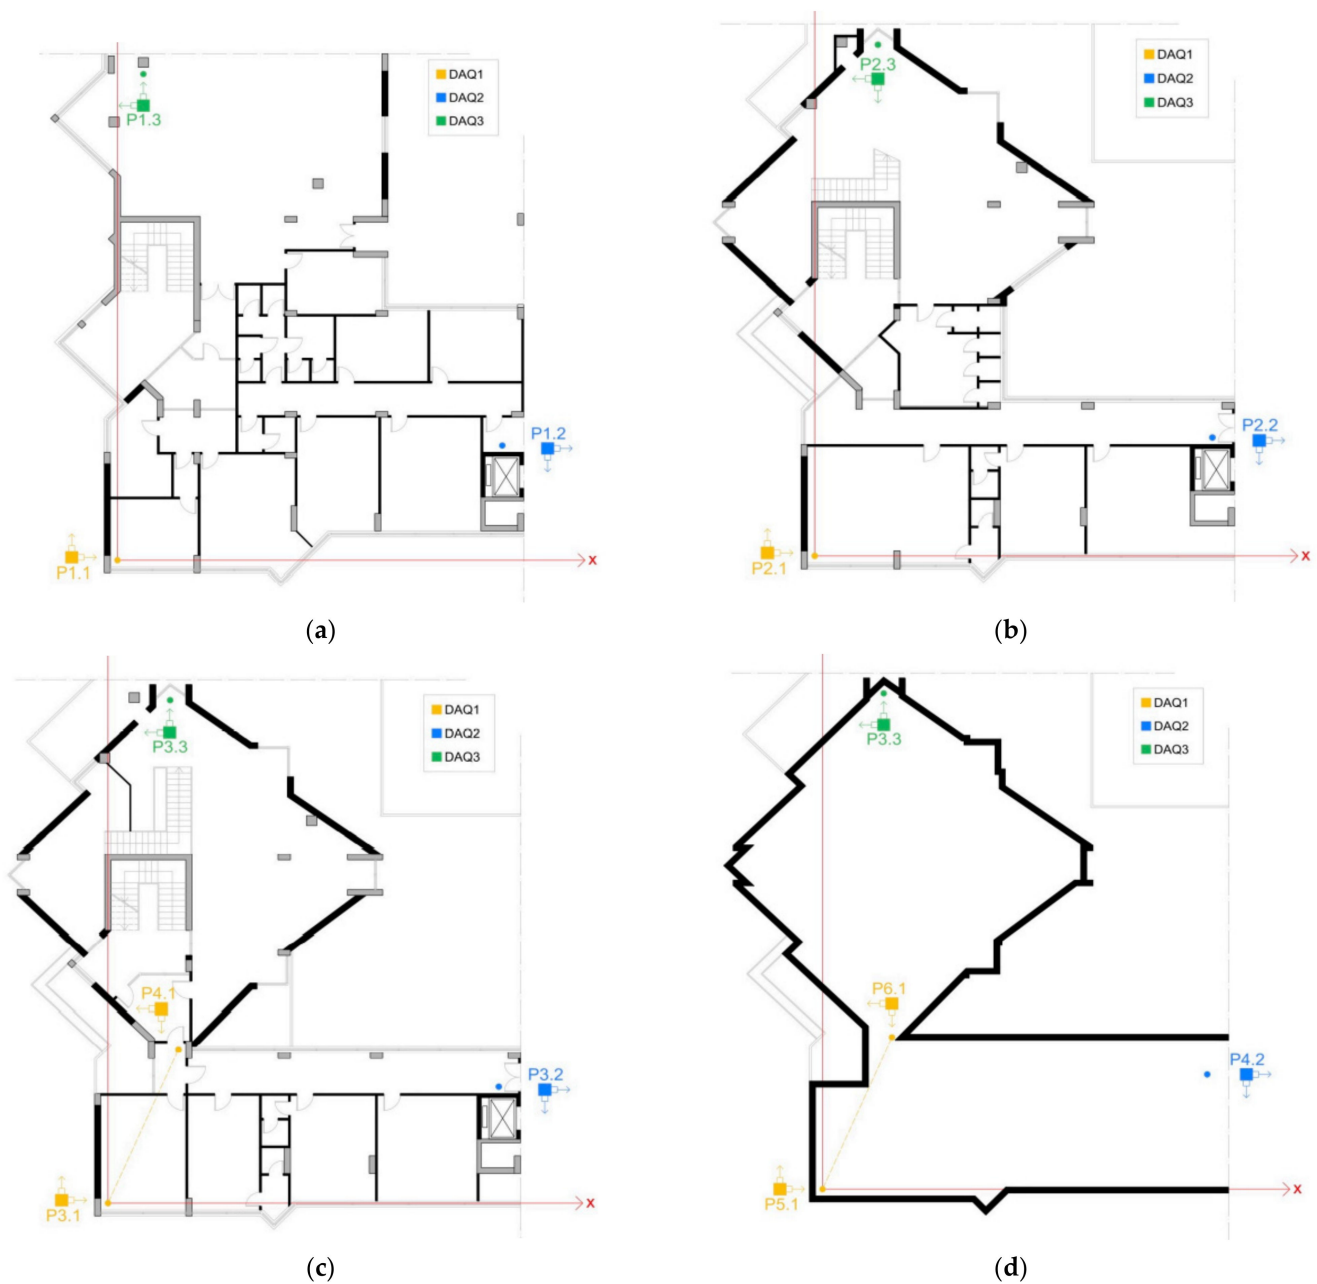 DAQ1
DAQ2
DAQ3
P1.3
P1.2
P1.1
x
(a)
DAQ1
DAQ2
DAQ3
P2.3
P2.2
P2.1
x
(b)
DAQ1
DAQ2
DAQ3
P3.3
P4.1
P3.2
P3.1
x
(c)
DAQ1
DAQ2
DAQ3
P3.3
P6.1
P4.2
P5.1
x
(d)